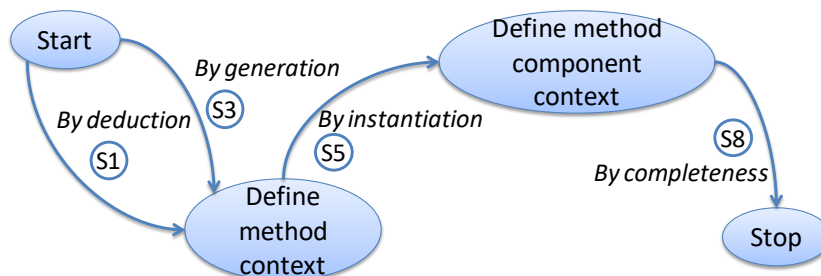 Start
Define method
component
context
By generation
S3
By deduction
S1
By instantiation
S5
S8
By completeness
Define
method
context
Stop